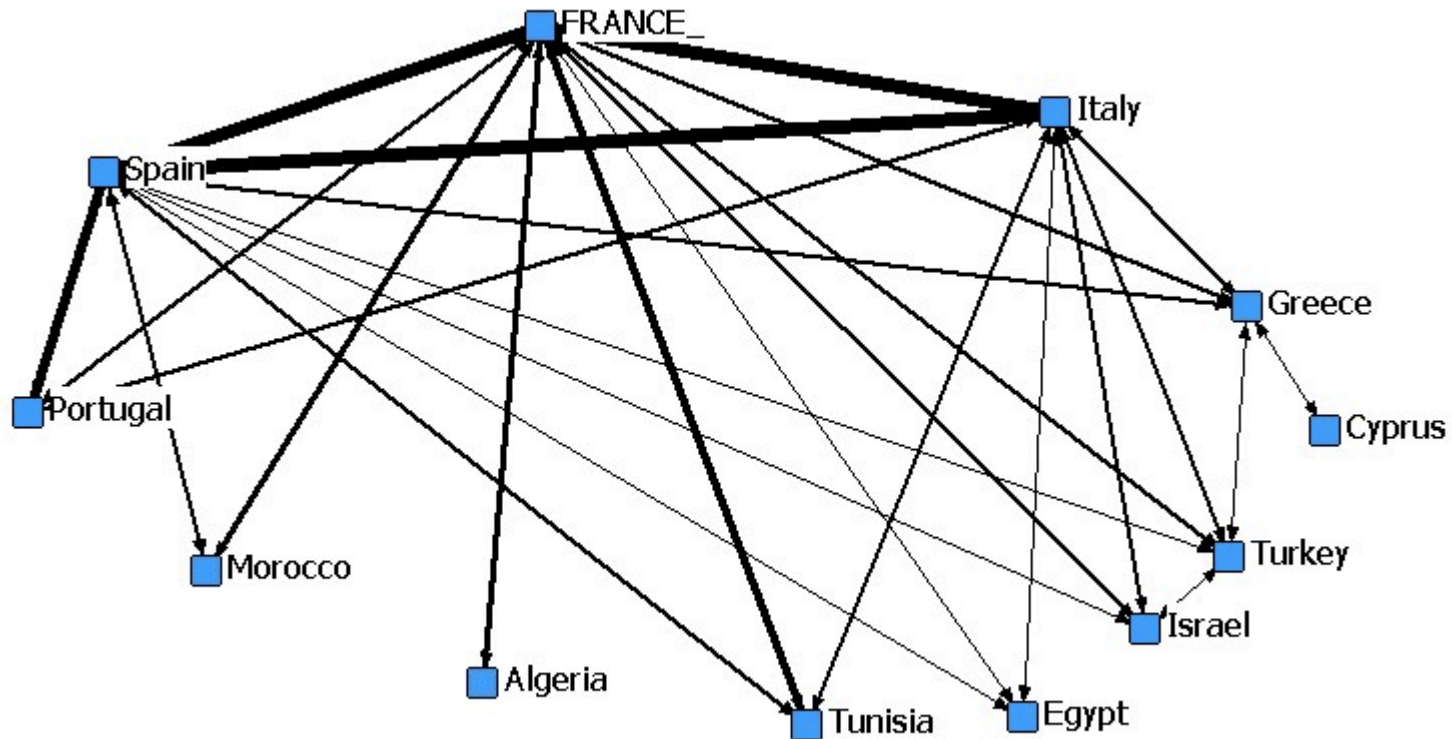 FRANCE_
Italy
Spain
Greece
Portugal
Cyprus
Turkey
Morocco
Israel
Algeria
Egypt
Tunisia